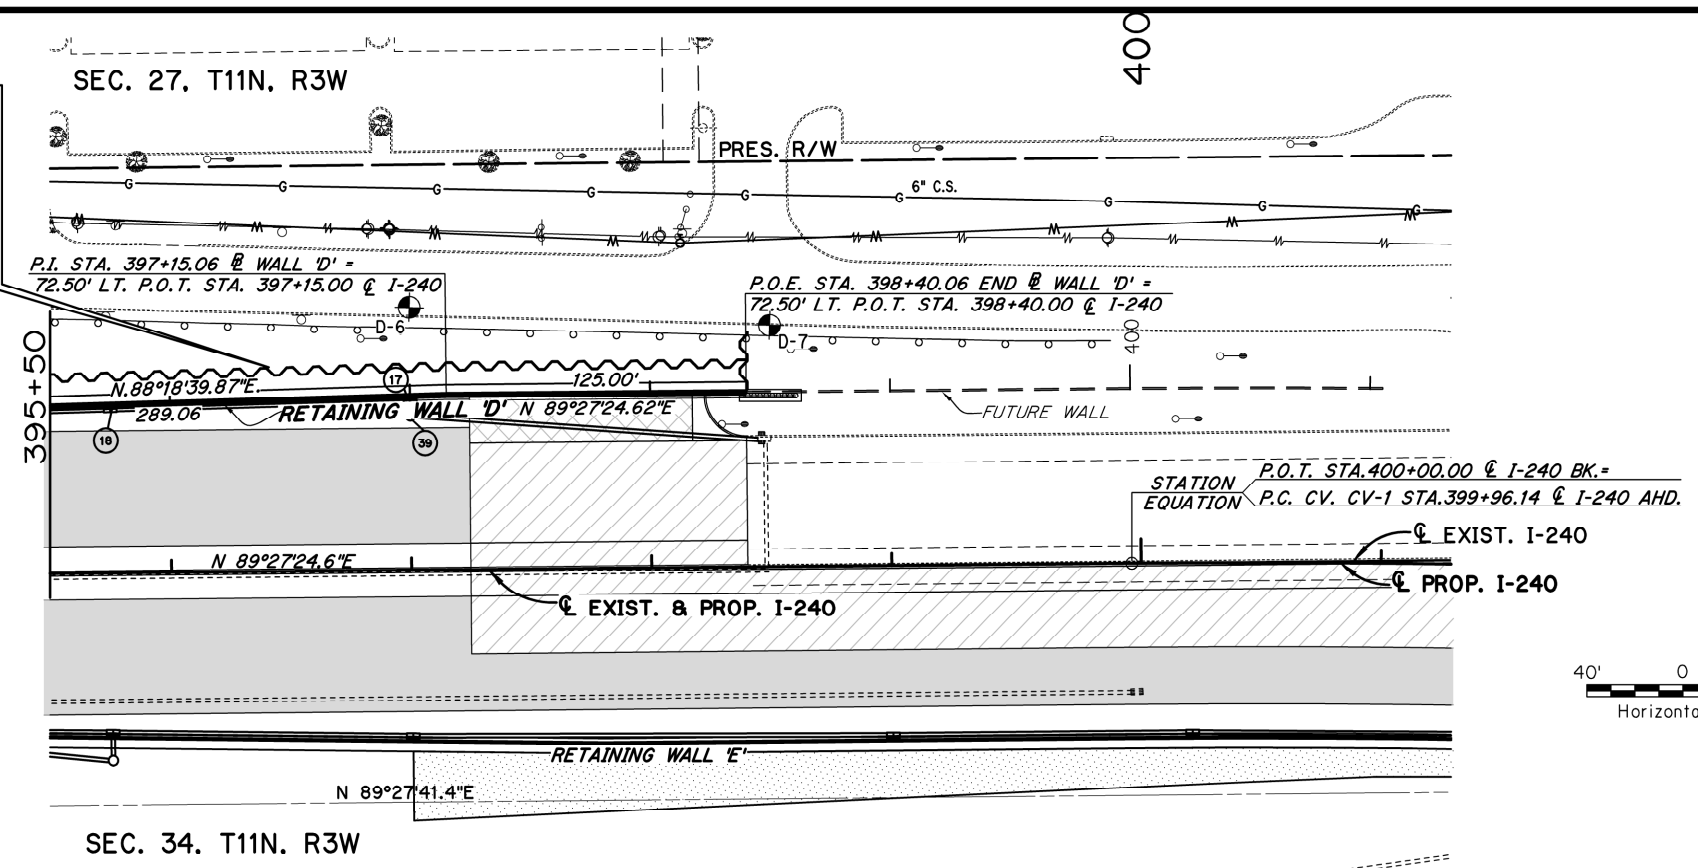 400
SEC. 27, T11N, R3W
PRES. R/W
G G G G G G G G G
6" C.S.
P.I. STA. 397+15.06 ⅊ WALL 'D' =
72.50' LT. P.O.T. STA. 397+15.00 ℄ I-240
P.O.E. STA. 398+40.06 END ⅊ WALL 'D' =
72.50' LT. P.O.T. STA. 398+40.00 ℄ I-240
D-6
D-7
400
395+50
N.88°18'39.87"E.
17
125.00'
289.06
RETAINING WALL 'D'
N 89°27'24.62"E
FUTURE WALL
18
39
STATION
EQUATION
P.O.T. STA.400+00.00 ℄ I-240 BK.=
P.C. CV. CV-1 STA.399+96.14 ℄ I-240 AHD.
N 89°27'24.6"E
℄ EXIST. I-240
℄ PROP. I-240
℄ EXIST. & PROP. I-240
40' 0
Horizonta
RETAINING WALL 'E'
N 89°27'41.4"E
SEC. 34, T11N, R3W